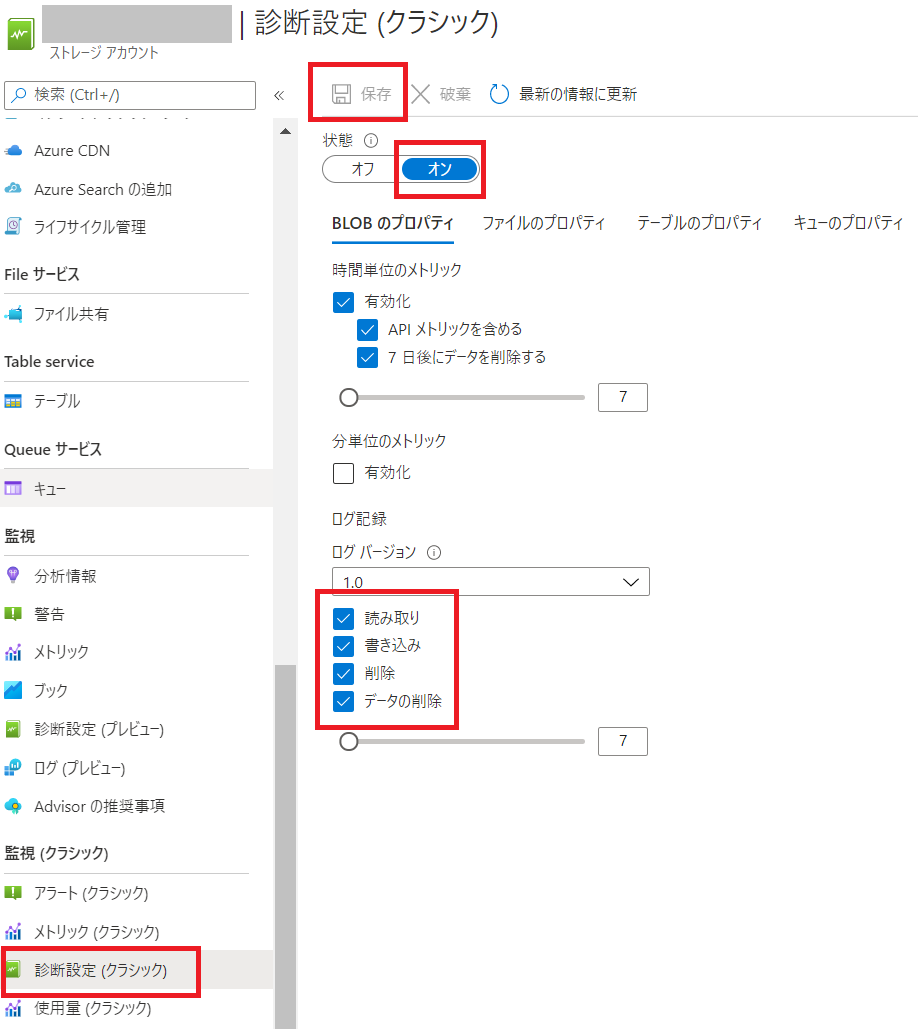 | 診断設定 (クラシック)
ストレージ アカウント
検索 (Ctrl+/)
«
Azure CDN
Azure Search の追加
ライフサイクル管理
File サービス
ファイル共有
Table service
テーブル
Queue サービス
キュー
監視
分析情報
警告
メトリック
ブック
診断設定 (プレビュー)
ログ (プレビュー)
Advisor の推奨事項
監視 (クラシック)
アラート (クラシック)
メトリック (クラシック)
診断設定 (クラシック)
使用量 (クラシック)
保存 破棄 最新の情報に更新
状態
オフ オン
BLOB のプロパティ ファイルのプロパティ テーブルのプロパティ キューのプロパティ
時間単位のメトリック
有効化
API メトリックを含める
7 日後にデータを削除する
7
分単位のメトリック
有効化
ログ記録
ログ バージョン
1.0
読み取り
書き込み
削除
データの削除
7